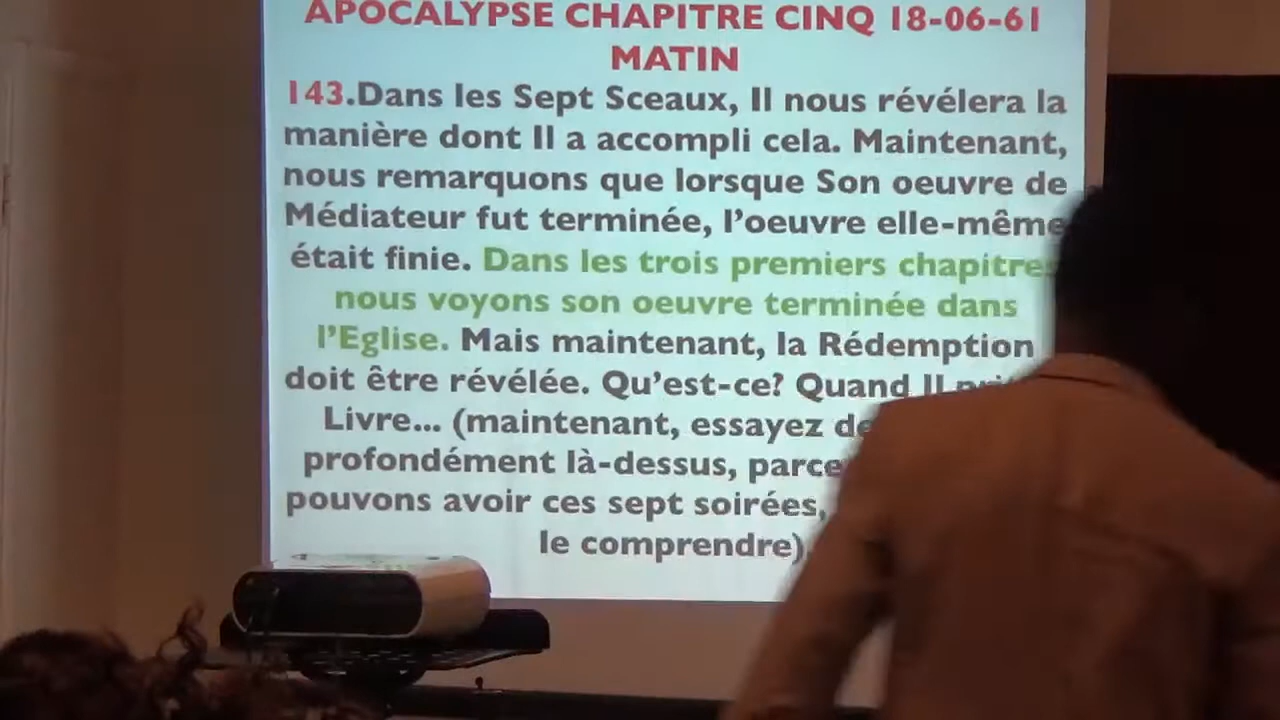 APOCALYPSE CHAPITRE CINQ 18-06-61
MATIN
143.Dans les Sept Sceaux, Il nous révélera la
manière dont Il a accompli cela. Maintenant,
nous remarquons que lorsque Son oeuvre de
Médiateur fut terminée, l'oeuvre elle-même
était finie. Dans les trois premiers chapitres
nous voyons son oeuvre terminée dans
l'Eglise. Mais maintenant, la Rédemption
doit être révélée. Qu'est-ce? Quand Il
Livre... (maintenant, essayez de
profondément là-dessus,
pouvons avoir ces sept soirées,
le comprendre)